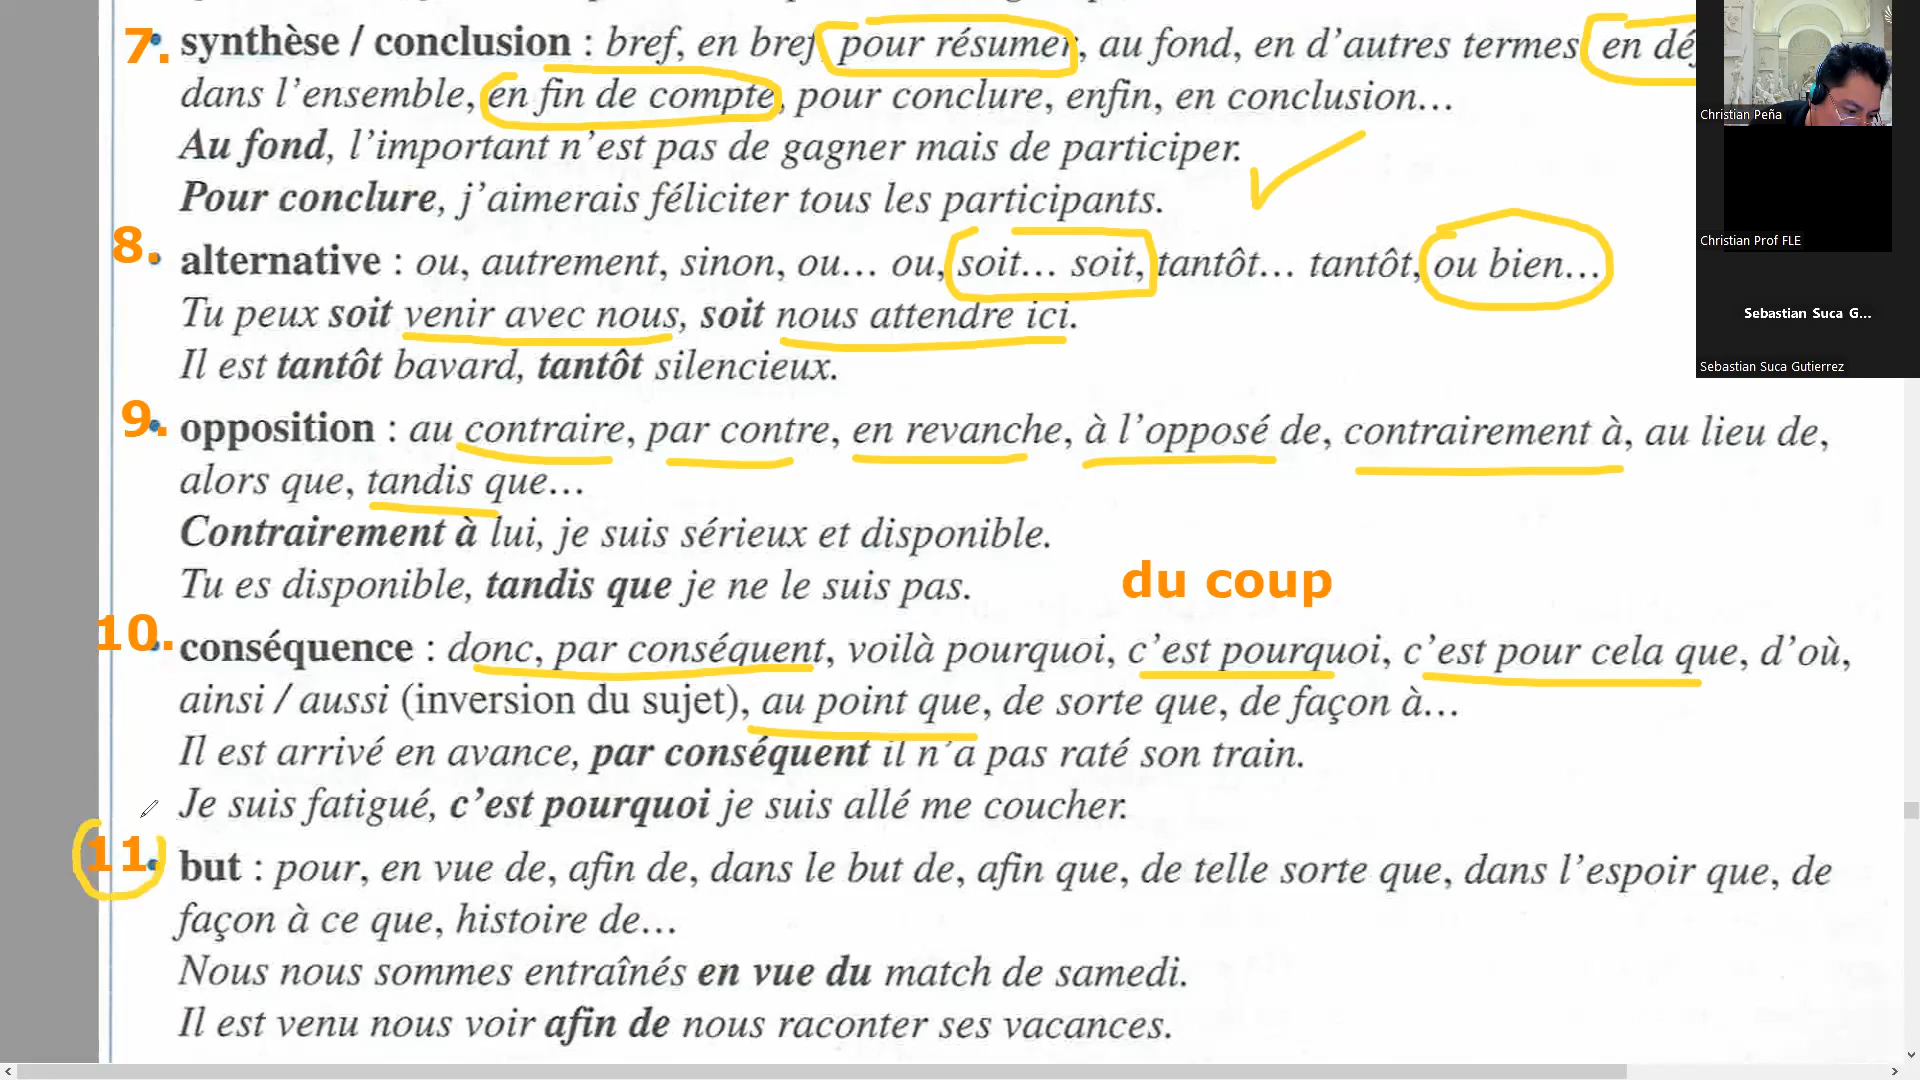 7. synthèse / conclusion : bref, en bref, pour résumer, au fond, en d’autres termes, en dé
dans l’ensemble, en fin de compte, pour conclure, enfin, en conclusion…
Au fond, l’important n’est pas de gagner mais de participer.
Pour conclure, j’aimerais féliciter tous les participants.
8. • alternative : ou, autrement, sinon, ou… ou, soit… soit, tantôt… tantôt, ou bien…
Tu peux soit venir avec nous, soit nous attendre ici.
Il est tantôt bavard, tantôt silencieux.
9. • opposition : au contraire, par contre, en revanche, à l’opposé de, contrairement à, au lieu de,
alors que, tandis que…
Contrairement à lui, je suis sérieux et disponible.
Tu es disponible, tandis que je ne le suis pas.
du coup
10. • conséquence : donc, par conséquent, voilà pourquoi, c’est pourquoi, c’est pour cela que, d’où,
ainsi / aussi (inversion du sujet), au point que, de sorte que, de façon à…
Il est arrivé en avance, par conséquent il n’a pas raté son train.
Je suis fatigué, c’est pourquoi je suis allé me coucher.
11 • but : pour, en vue de, afin de, dans le but de, afin que, de telle sorte que, dans l’espoir que, de
façon à ce que, histoire de…
Nous nous sommes entraînés en vue du match de samedi.
Il est venu nous voir afin de nous raconter ses vacances.
Christian Peña
Christian Prof FLE
Sebastian Suca G...
Sebastian Suca Gutierrez